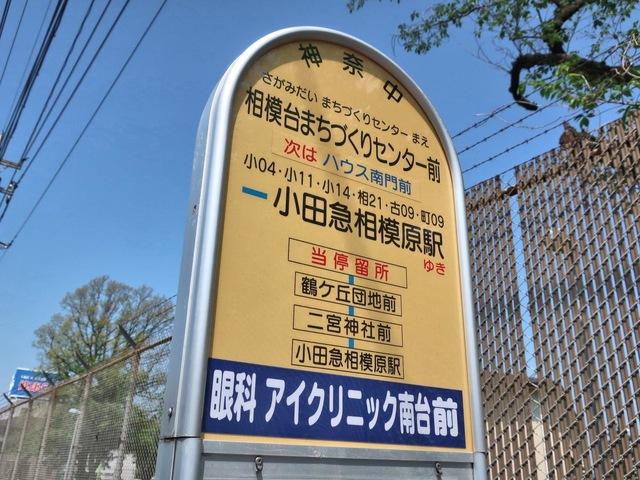 神奈中
さがみだい まちづくりセンター まえ
相模台まちづくりセンター前
次は ハウス南門前
小04・小11・小14・相21・古09・町09
小田急相模原駅
ゆき
当停留所
鶴ケ丘団地前
二宮神社前
小田急相模原駅
眼科 アイクリニック南台前